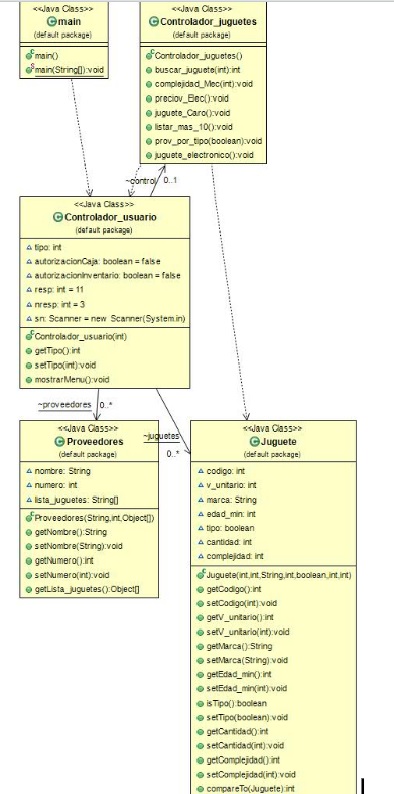 <<Java Class>>
main
(default package)
main()
main(String[]):void
<<Java Class>>
Controlador_juguetes
(default package)
Controlador_juguetes()
buscar_juguete(int):int
complejidad_Mec(int):void
preciov_Elec():void
juguete_Caro():void
listar_mas_10():void
prov_por_tipo(boolean):void
juguete_electronico():void
~control 0..1
<<Java Class>>
Controlador_usuario
(default package)
tipo: int
autorizacionCaja: boolean = false
autorizacionInventario: boolean = false
resp: int = 11
nresp: int = 3
sn: Scanner = new Scanner(System.in)
Controlador_usuario(int)
getTipo():int
setTipo(int):void
mostrarMenu():void
~proveedores 0..*
~juguetes
0..*
<<Java Class>>
Proveedores
(default package)
nombre: String
numero: int
lista_juguetes: String[]
Proveedores(String,int,Object[])
getNombre():String
setNombre(String):void
getNumero():int
setNumero(int):void
getLista_juguetes():Object[]
<<Java Class>>
Juguete
(default package)
codigo: int
v_unitario: int
marca: String
edad_min: int
tipo: boolean
cantidad: int
complejidad: int
Juguete(int,int,String,int,boolean,int,int)
getCodigo():int
setCodigo(int):void
getV_unitario():int
setV_unitario(int):void
getMarca():String
setMarca(String):void
getEdad_min():int
setEdad_min(int):void
isTipo():boolean
setTipo(boolean):void
getCantidad():int
setCantidad(int):void
getComplejidad():int
setComplejidad(int):void
compareTo(Juguete):int